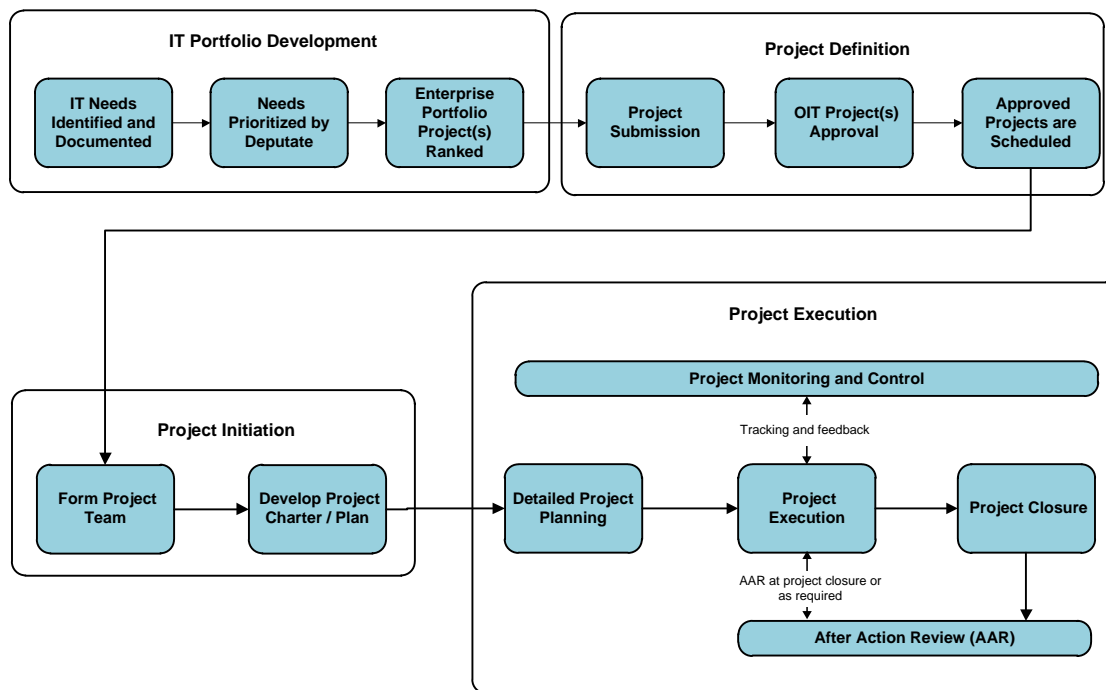 IT Portfolio Development
IT Needs
Identified and
Documented
Needs
Prioritized by
Deputate
Enterprise
Portfolio
Project(s)
Ranked
Project Definition
Project
Submission
OIT Project(s)
Approval
Approved
Projects are
Scheduled
Project Initiation
Form Project
Team
Develop Project
Charter / Plan
Project Execution
Project Monitoring and Control
Tracking and feedback
Detailed Project
Planning
Project
Execution
Project Closure
AAR at project closure or
as required
After Action Review (AAR)